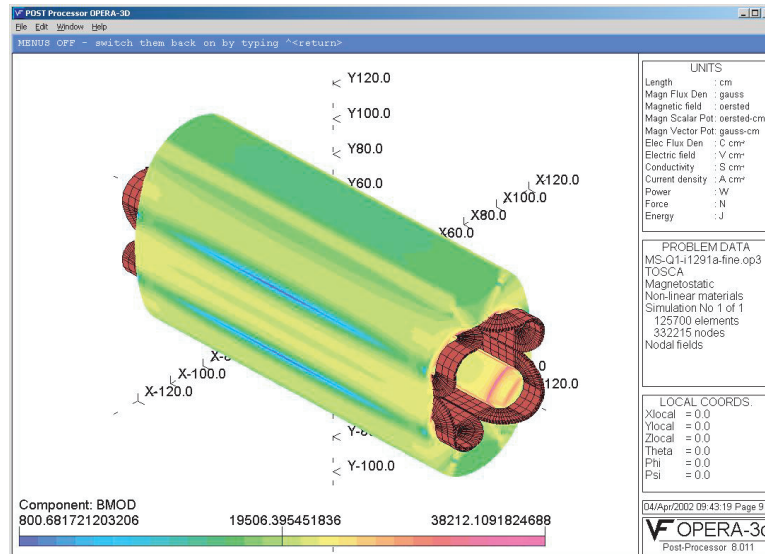 POST Processor OPERA-3D
File Edit Window Help
MENUS OFF - switch them back on by typing ^<return>
Y120.0
Y100.0
Y80.0
Y60.0
X120.0
X100.0
X80.0
X60.0
X-100.0
X-120.0
120.0
Y-100.0
Component: BMOD
800.681721203206 19506.395451836 38212.1091824688
UNITS
Length : cm
Magn Flux Den : gauss
Magnetic field : oersted
Magn Scalar Pot : oersted-cm
Magn Vector Pot : gauss-cm
Elec Flux Den : C cm
Electric field : V cm
Conductivity : S cm
Current density : A cm
Power : W
Force : N
Energy : J
PROBLEM DATA
MS-Q1-i1291a-fine.op3
TOSCA
Magnetostatic
Non-linear materials
Simulation No 1 of 1
125700 elements
332215 nodes
Nodal fields
LOCAL COORDS.
Xlocal = 0.0
Ylocal = 0.0
Zlocal = 0.0
Theta = 0.0
Phi = 0.0
Psi = 0.0
04/Apr/2002 09:43:19 Page 9
VF OPERA-3d
Post-Processor 8.011